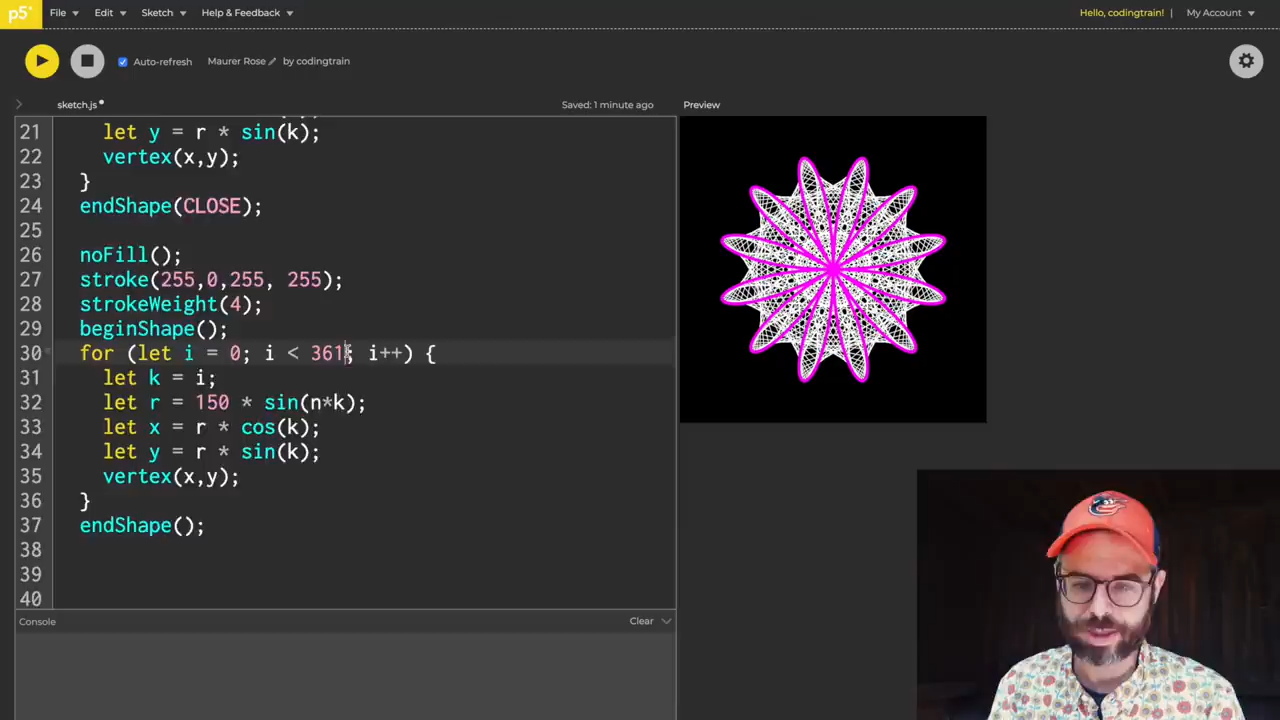 p5*
File
Edit
Sketch
Help & Feedback
Hello, codingtrain! |
My Account
Auto-refresh
Maurer Rose
by codingtrain
sketch.js
Saved: 1 minute ago
Preview
21 let y = r * sin(k);
22 vertex(x,y);
23 }
24 endShape(CLOSE);
25
26 noFill();
27 stroke(255,0,255, 255);
28 strokeWeight(4);
29 beginShape();
30 for (let i = 0; i < 361; i++) {
31 let k = i;
32 let r = 150 * sin(n*k);
33 let x = r * cos(k);
34 let y = r * sin(k);
35 vertex(x,y);
36 }
37 endShape();
38
39
40
Console
Clear